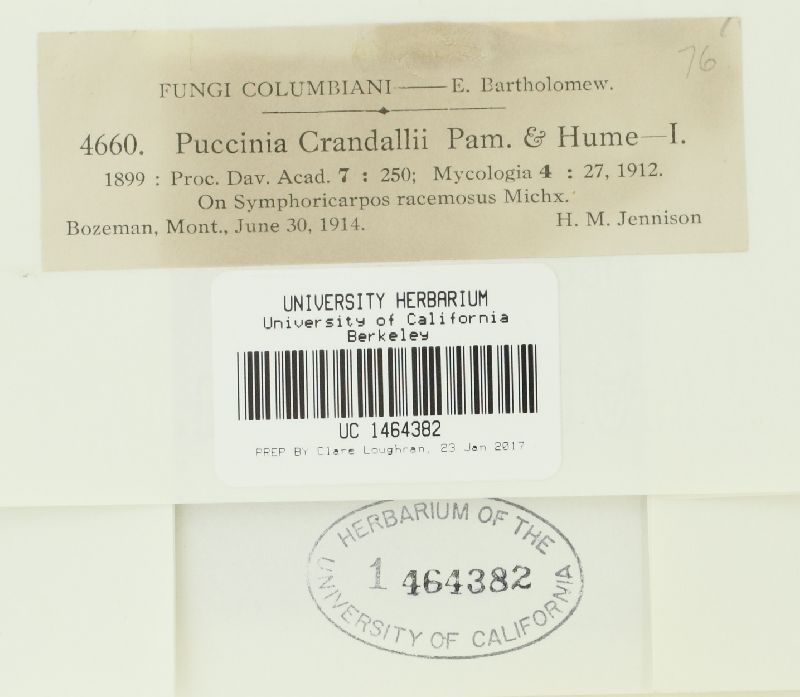 76
FUNGI COLUMBIANI — E. Bartholomew.
4660. Puccinia Crandallii Pam. & Hume—I.
1899 : Proc. Dav. Acad. 7 : 250; Mycologia 4 : 27, 1912.
On Symphoricarpos racemosus Michx.
Bozeman, Mont., June 30, 1914. H. M. Jennison
UNIVERSITY HERBARIUM
University of California
Berkeley
UC 1464382
PREP BY Clare Loughran, 23 Jan 2017
HERBARIUM OF THE
1 464382
UNIVERSITY OF CALIFORNIA